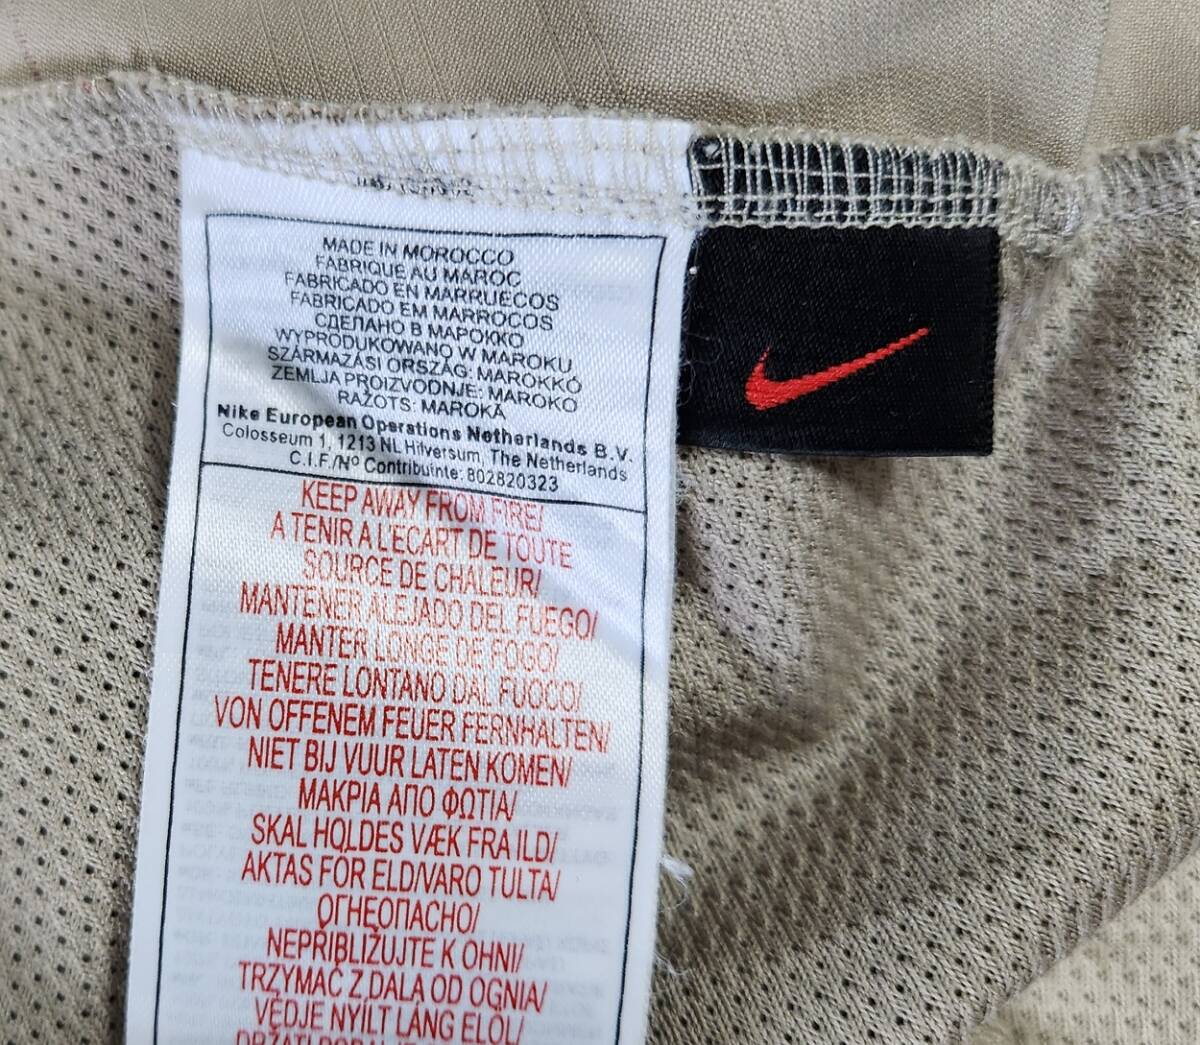 MADE IN MOROCCO
FABRIQUE AU MAROC
FABRICADO EN MARRUECOS
FABRICADO EM MARROCOS
СДЕЛАНО В МАРОККО
WYPRODUKOWANO W MAROKU
SZÁRMAZÁSI ORSZÁG: MAROKKÓ
ZEMLJA PROIZVODNJE: MAROKO
RAŽOTS: MAROKĀ
Nike European Operations Netherlands B.V.
Colosseum 1, 1213 NL Hilversum, The Netherlands
C.I.F./Nº Contribuinte: 802820323
KEEP AWAY FROM FIRE/
A TENIR A L'ECART DE TOUTE
SOURCE DE CHALEUR/
MANTENER ALEJADO DEL FUEGO/
MANTER LONGE DE FOGO/
TENERE LONTANO DAL FUOCO/
VON OFFENEM FEUER FERNHALTEN/
NIET BIJ VUUR LATEN KOMEN/
ΜΑΚΡΙΑ ΑΠΟ ΦΩΤΙΑ/
SKAL HOLDES VÆK FRA ILD/
AKTAS FÖR ELD/VARO TULTA/
ОГНЕОПАСНО/
NEPŘIBLIŽUJTE K OHNI/
TRZYMAĆ Z DALA OD OGNIA/
VÉDJE NYÍLT LÁNG ELÖL/